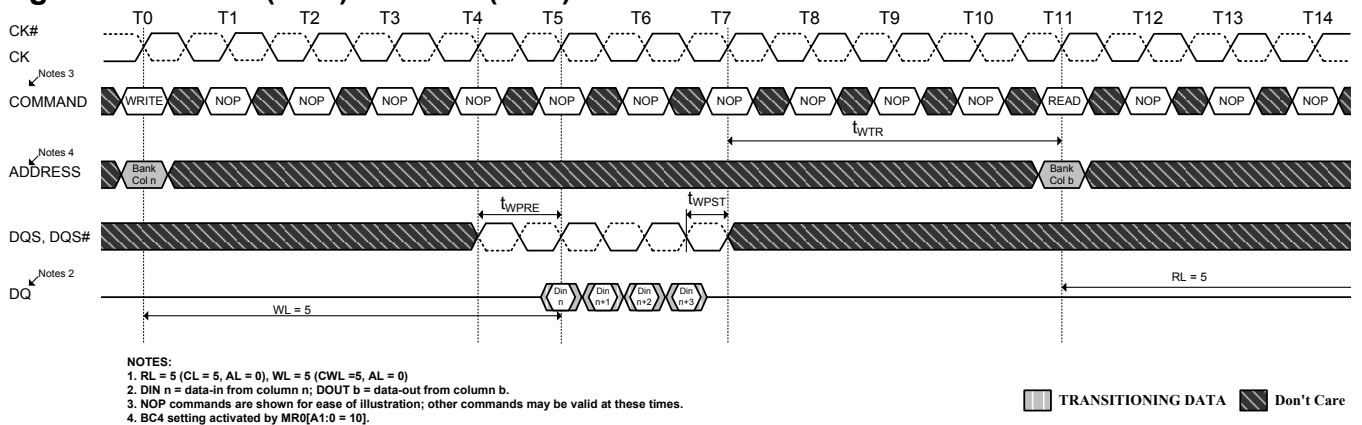 T0 T1 T2 T3 T4 T5 T6 T7 T8 T9 T10 T11 T12 T13 T14
CK#
CK
Notes 3
COMMAND WRITE NOP NOP NOP NOP NOP NOP NOP NOP NOP NOP READ NOP NOP NOP
tWTR
Notes 4
ADDRESS Bank Col n Bank Col b
tWPRE tWPST
DQS, DQS#
Notes 2
DQ Din n Din n+1 Din n+2 Din n+3
RL = 5
WL = 5
NOTES:
1. RL = 5 (CL = 5, AL = 0), WL = 5 (CWL =5, AL = 0)
2. DIN n = data-in from column n; DOUT b = data-out from column b.
3. NOP commands are shown for ease of illustration; other commands may be valid at these times.
4. BC4 setting activated by MR0[A1:0 = 10].
TRANSITIONING DATA Don't Care